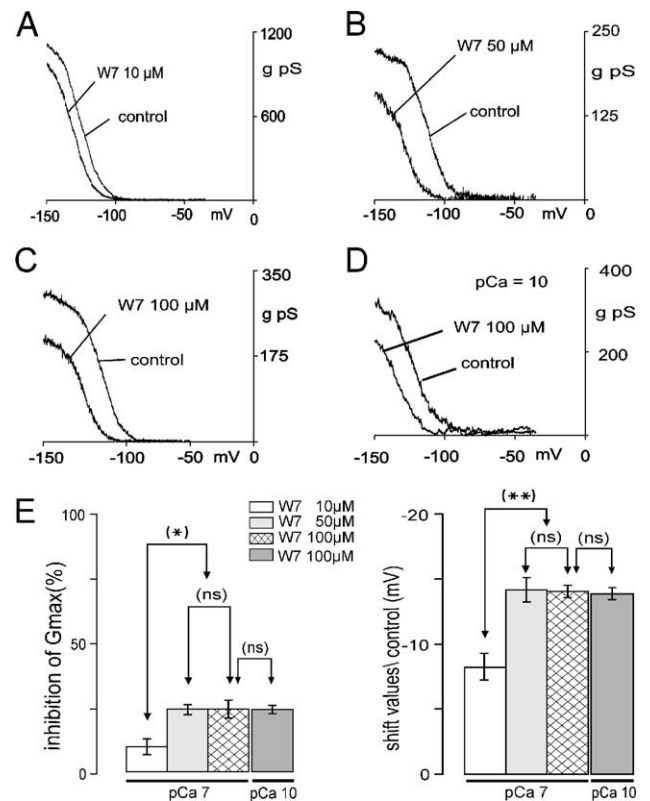 A
1200
g pS
W7 10 µM
600
control
-150
-100
-50
mV
0
B
250
W7 50 µM
g pS
control
125
-150
-100
-50
mV
0
C
350
W7 100 µM
g pS
control
175
-150
-100
-50
mV
0
D
400
pCa = 10
W7 100 µM
g pS
control
200
-150
-100
-50
mV
0
E
W7 10µM
W7 50µM
W7 100µM
W7 100µM
100
(*)
(ns)
50
(ns)
inhibition of Gmax(%)
0
pCa 7
pCa 10
-20
(**)
(ns)
(ns)
-10
shift values\ control (mV)
0
pCa 7
pCa 10